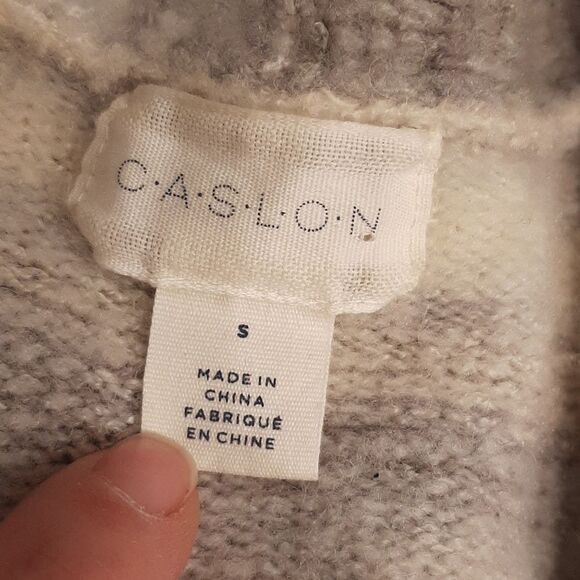 C·A·S·L·O·N
S
MADE IN
CHINA
FABRIQUÉ
EN CHINE